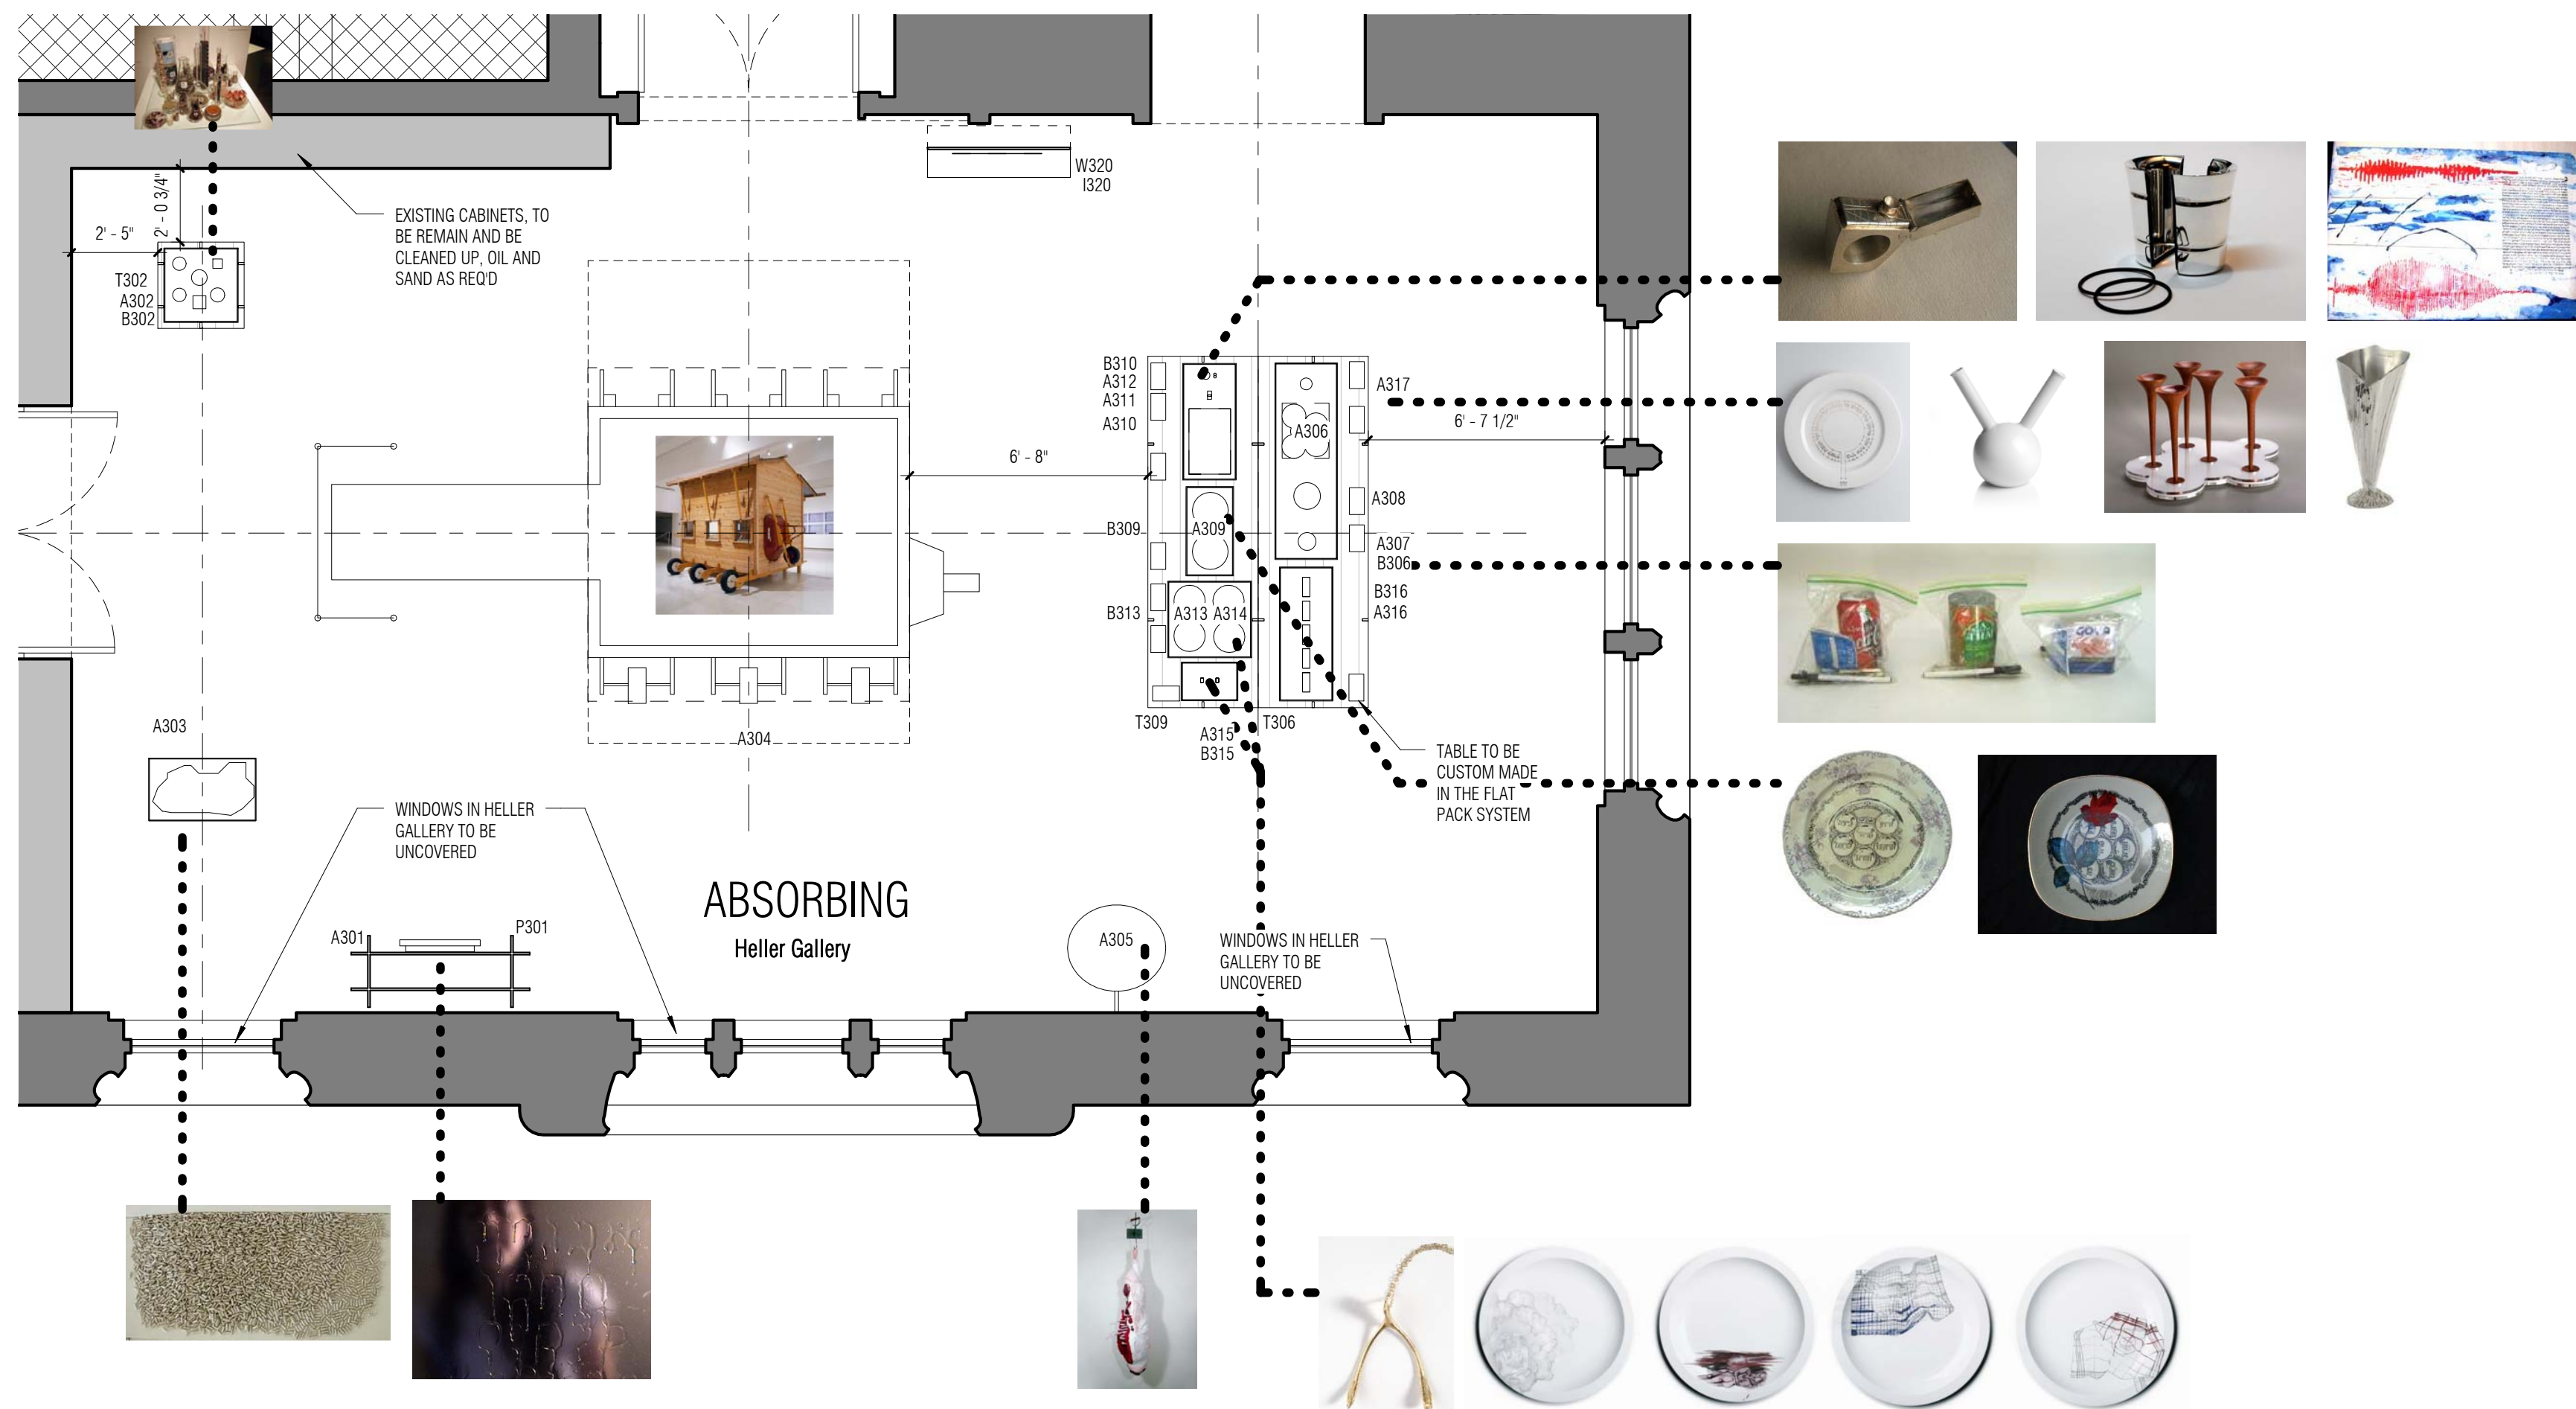 W320
I320
2' - 0 3/4"
2' - 5"
EXISTING CABINETS, TO
BE REMAIN AND BE
CLEANED UP, OIL AND
SAND AS REQ'D
T302
A302
B302
B310
A312
A311
A310
A317
6' - 7 1/2"
A306
6' - 8"
A308
B309
A309
A307
B306
B316
A316
B313
A313
A314
T309
T306
A315
B315
A303
A304
TABLE TO BE
CUSTOM MADE
IN THE FLAT
PACK SYSTEM
WINDOWS IN HELLER
GALLERY TO BE
UNCOVERED
ABSORBING
Heller Gallery
A301
P301
A305
WINDOWS IN HELLER
GALLERY TO BE
UNCOVERED